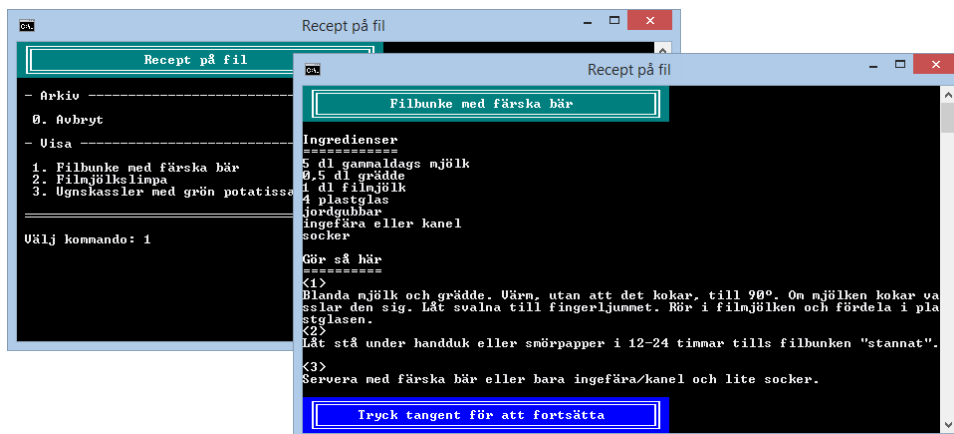 Recept på fil
Recept på fil
- Arkiv -
0. Avbryt
- Visa -
1. Filbunke med färska bär
2. Filmjölkslimpa
3. Ugnskassler med grön potatissa
Välj kommando: 1
Recept på fil
Filbunke med färska bär
Ingredienser
============
5 dl gammaldags mjölk
0,5 dl grädde
1 dl filmjölk
4 plastglas
jordgubbar
ingefära eller kanel
socker
Gör så här
==========
<1>
Blanda mjölk och grädde. Värm, utan att det kokar, till 90º. Om mjölken kokar va
sslar den sig. Låt svalna till fingerljummet. Rör i filmjölken och fördela i pla
stglasen.
<2>
Låt stå under handduk eller smörpapper i 12-24 timmar tills filbunken "stannat".
<3>
Servera med färska bär eller bara ingefära/kanel och lite socker.
Tryck tangent för att fortsätta